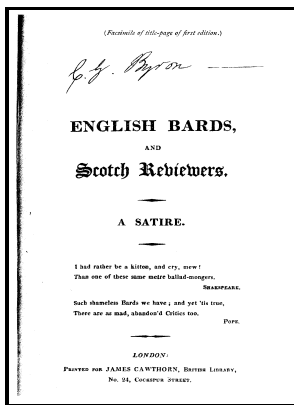 (Facsimile of title-page of first edition.)
Byron
ENGLISH BARDS,
AND
Scotch Reviewers.
A SATIRE.
I had rather be a kitten, and cry, mew!
Than one of these same metre ballad-mongers.
SHAKSPEARE.
Such shameless Bards we have; and yet 'tis true,
There are as mad, abandon'd Critics too.
POPE.
LONDON:
PRINTED FOR JAMES CAWTHORN, BRITISH LIBRARY,
No. 24, COCKSPUR STREET.